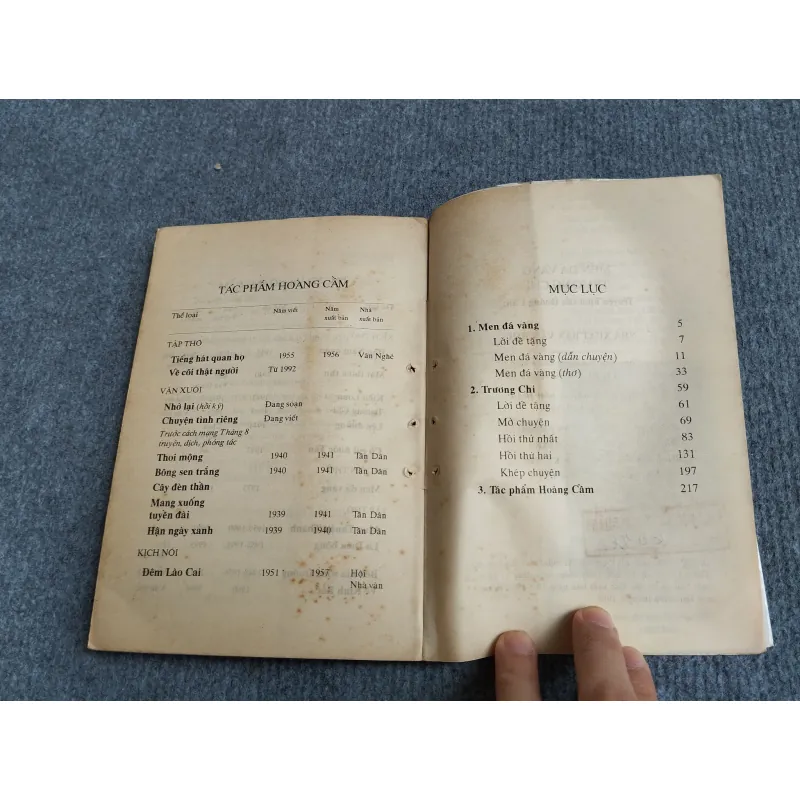 TÁC PHẨM HOÀNG CẦM
Thể loại Năm viết Năm xuất bản Nhà xuất bản
TẬP THƠ
Tiếng hát quan họ 1955 1956 Văn Nghệ
Về cõi thật người Từ 1992
VĂN XUÔI
Nhớ lại (hồi ký) Đang soạn
Chuyện tình riêng Đang viết
Trước cách mạng Tháng 8
truyện, dịch, phóng tác
Thoi mộng 1940 1941 Tân Dân
Bông sen trắng 1940 1941 Tân Dân
Cây đèn thần
Mang xuống
tuyền đài 1939 1941 Tân Dân
Hận ngày xanh 1939 1940 Tân Dân
KỊCH NÓI
Đêm Lào Cai 1951 1957 Hội
Nhà văn
MỤC LỤC
1. Men đá vàng 5
Lời đề tặng 7
Men đá vàng (dẫn chuyện) 11
Men đá vàng (thơ) 33
2. Trương Chi 59
Lời đề tặng 61
Mở chuyện 69
Hồi thứ nhất 83
Hồi thứ hai 131
Khép chuyện 197
3. Tác phẩm Hoàng Cầm 217